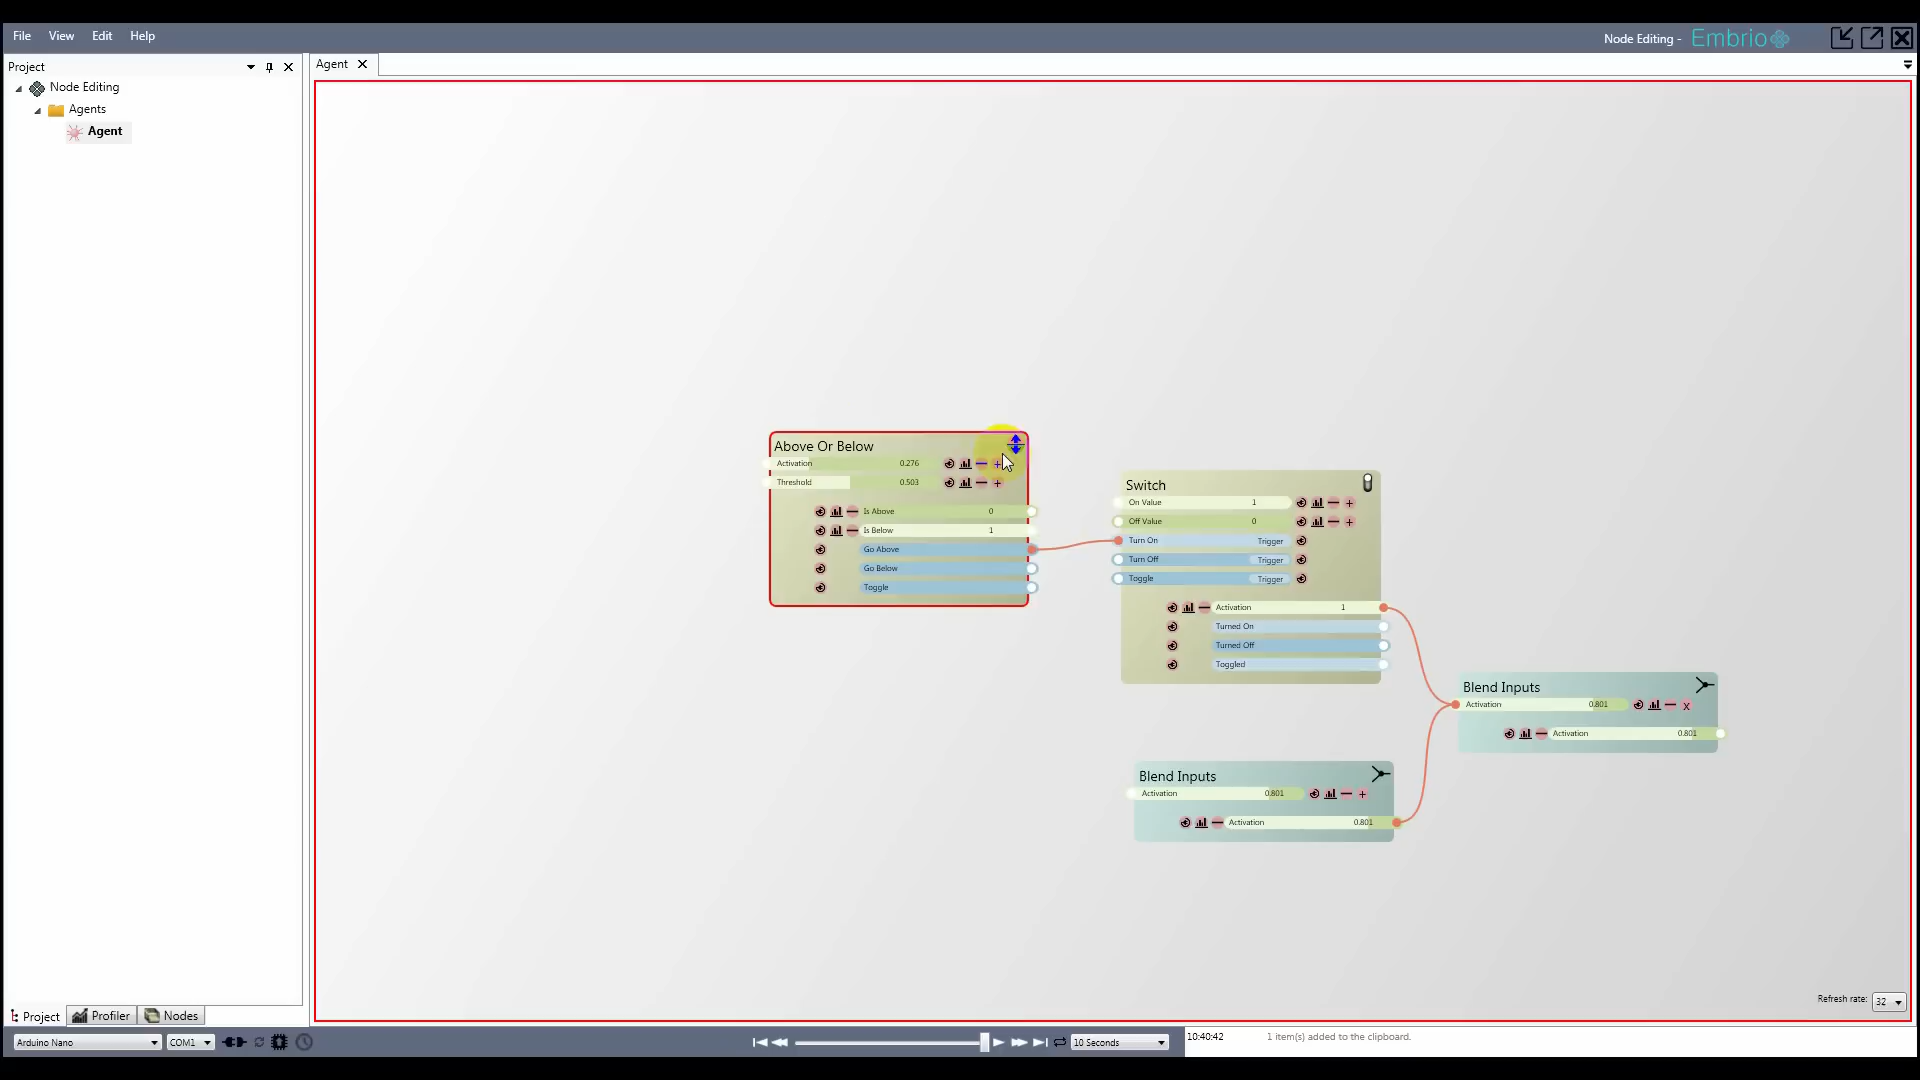 File View Edit Help
Node Editing - Embrio
Project
Agent
Node Editing
Agents
Agent
Above Or Below
Activation 0.276
Threshold 0.503
Is Above 0
Is Below 1
Go Above
Go Below
Toggle
Switch
On Value 1
Off Value 0
Turn On Trigger
Turn Off Trigger
Toggle Trigger
Activation 1
Turned On
Turned Off
Toggled
Blend Inputs
Activation 0.801
Activation 0.801
Blend Inputs
Activation 0.801
Activation 0.801
Refresh rate: 32
Project Profiler Nodes
Arduino Nano COM1 10 Seconds 10:40:42 1 item(s) added to the clipboard.